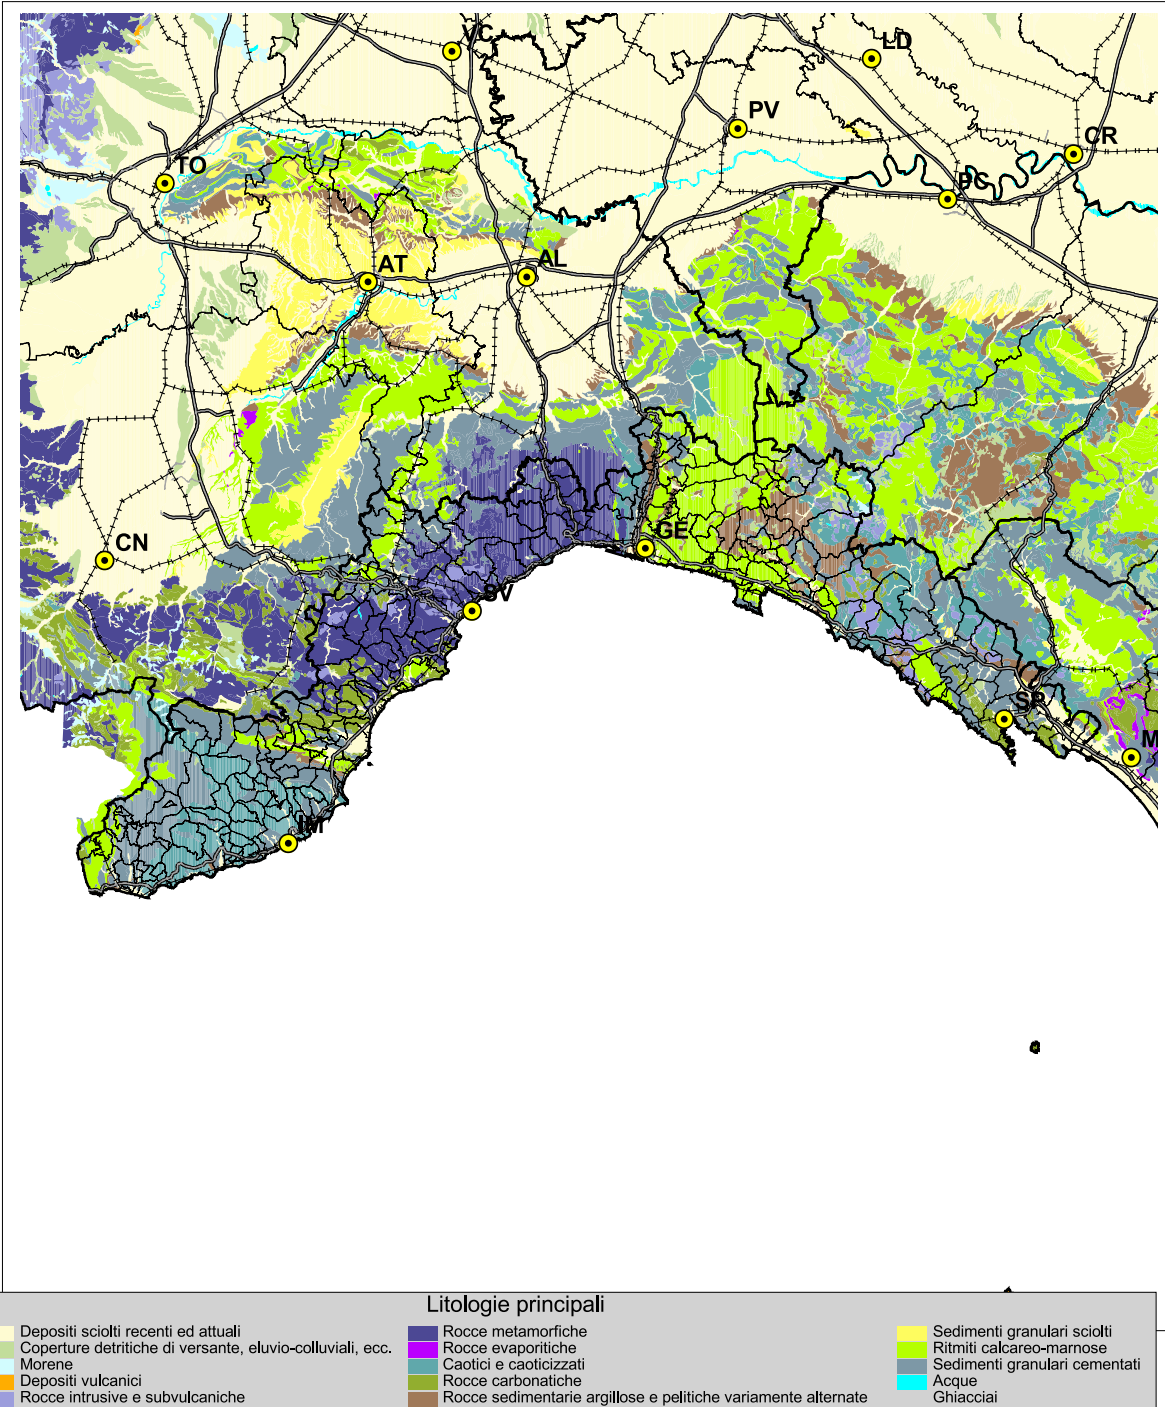 VC
LD
PV
CR
TO
PC
AT
AL
CN
GE
SV
SP
M
IM
Litologie principali
Depositi sciolti recenti ed attuali
Coperture detritiche di versante, eluvio-colluviali, ecc.
Morene
Depositi vulcanici
Rocce intrusive e subvulcaniche
Rocce metamorfiche
Rocce evaporitiche
Caotici e caoticizzati
Rocce carbonatiche
Rocce sedimentarie argillose e pelitiche variamente alternate
Sedimenti granulari sciolti
Ritmiti calcareo-marnose
Sedimenti granulari cementati
Acque
Ghiacciai